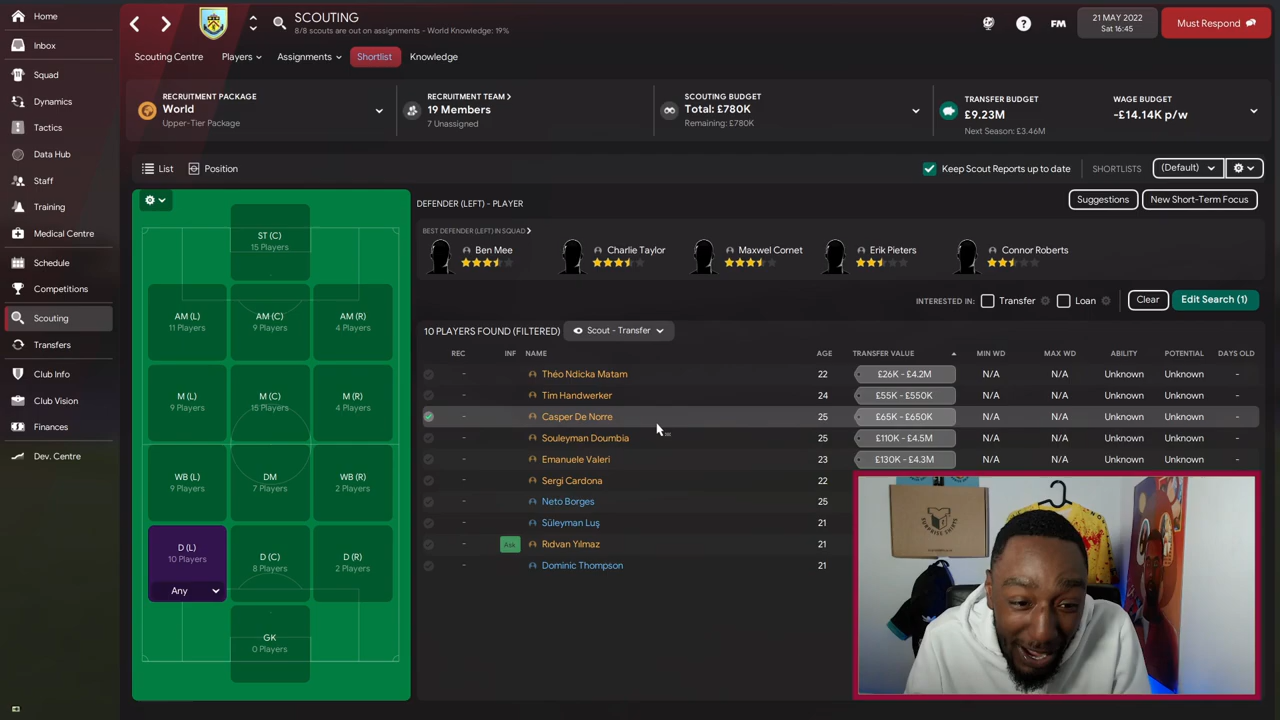 Home
Inbox
Squad
Dynamics
Tactics
Data Hub
Staff
Training
Medical Centre
Schedule
Competitions
Scouting
Transfers
Club Info
Club Vision
Finances
Dev. Centre
SCOUTING
8/8 scouts are out on assignments - World Knowledge: 19%
FM
21 MAY 2022
Sat 16:45
Must Respond
Scouting Centre Players Assignments Shortlist Knowledge
RECRUITMENT PACKAGE
World
Upper-Tier Package
RECRUITMENT TEAM
19 Members
7 Unassigned
SCOUTING BUDGET
Total: £780K
Remaining: £780K
TRANSFER BUDGET
£9.23M
Next Season: £3.46M
WAGE BUDGET
-£14.14K p/w
List Position
Keep Scout Reports up to date SHORTLISTS (Default)
ST (C)
15 Players
AM (L) AM (C) AM (R)
11 Players 9 Players 4 Players
M (L) M (C) M (R)
9 Players 15 Players 4 Players
WB (L) DM WB (R)
9 Players 7 Players 2 Players
D (L) D (C) D (R)
10 Players 8 Players 2 Players
Any
GK
0 Players
DEFENDER (LEFT) - PLAYER
Suggestions New Short-Term Focus
BEST DEFENDER (LEFT) IN SQUAD
Ben Mee Charlie Taylor Maxwel Cornet Erik Pieters Connor Roberts
INTERESTED IN: Transfer Loan Clear Edit Search (1)
10 PLAYERS FOUND (FILTERED) Scout - Transfer
REC INF NAME AGE TRANSFER VALUE MIN WD MAX WD ABILITY POTENTIAL DAYS OLD
- Théo Ndicka Matam 22 £26K - £4.2M N/A N/A Unknown Unknown -
- Tim Handwerker 24 £55K - £550K N/A N/A Unknown Unknown -
- Casper De Norre 25 £65K - £650K N/A N/A Unknown Unknown -
- Souleyman Doumbia 25 £110K - £4.5M N/A N/A Unknown Unknown -
- Emanuele Valeri 23 £130K - £4.3M N/A N/A Unknown Unknown -
- Sergi Cardona 22
- Neto Borges 25
- Süleyman Luş 21
- Ask Rıdvan Yılmaz 21
- Dominic Thompson 21